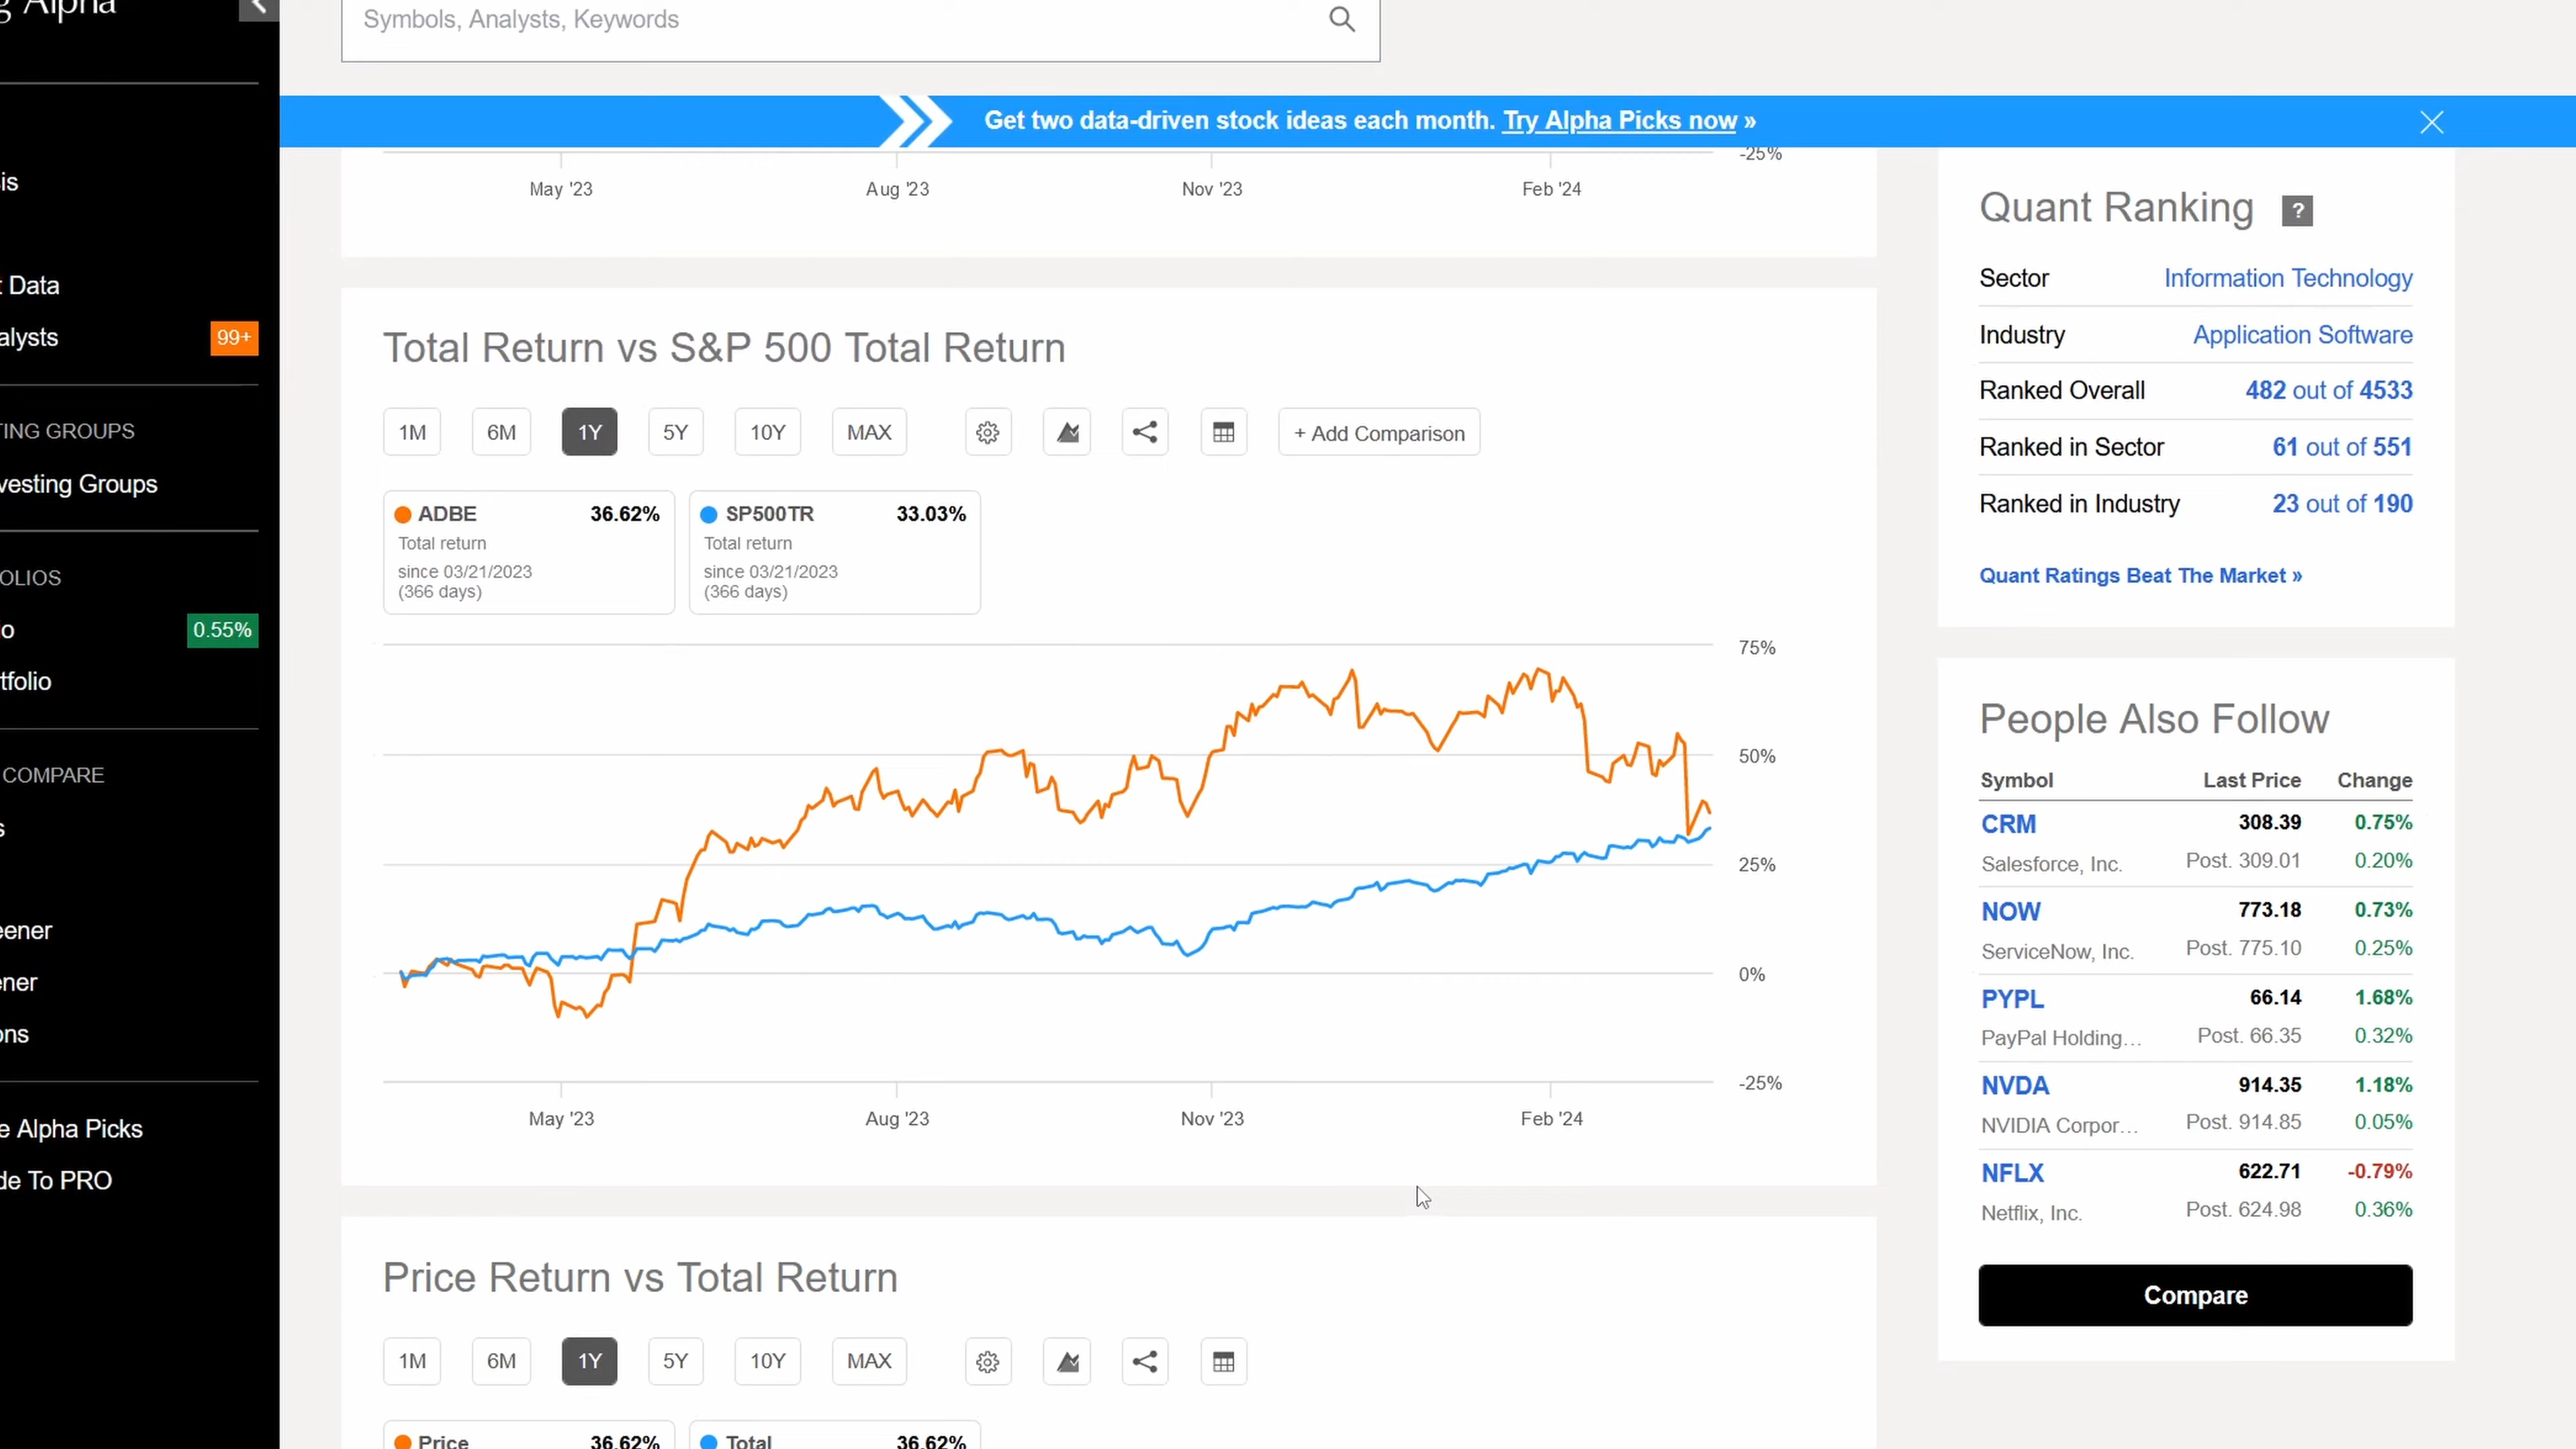 g Alpha
Symbols, Analysts, Keywords
Get two data-driven stock ideas each month. Try Alpha Picks now »
is
t Data
alysts 99+
TING GROUPS
vesting Groups
OLIOS
io 0.55%
tfolio
COMPARE
s
eener
ner
ons
e Alpha Picks
de To PRO
-25%
May '23 Aug '23 Nov '23 Feb '24
Total Return vs S&P 500 Total Return
1M 6M 1Y 5Y 10Y MAX + Add Comparison
ADBE 36.62%
Total return
since 03/21/2023
(366 days)
SP500TR 33.03%
Total return
since 03/21/2023
(366 days)
75%
50%
25%
0%
-25%
May '23 Aug '23 Nov '23 Feb '24
Price Return vs Total Return
1M 6M 1Y 5Y 10Y MAX
Price 36.62% Total 36.62%
Quant Ranking ?
Sector Information Technology
Industry Application Software
Ranked Overall 482 out of 4533
Ranked in Sector 61 out of 551
Ranked in Industry 23 out of 190
Quant Ratings Beat The Market »
People Also Follow
Symbol Last Price Change
CRM 308.39 0.75%
Salesforce, Inc. Post. 309.01 0.20%
NOW 773.18 0.73%
ServiceNow, Inc. Post. 775.10 0.25%
PYPL 66.14 1.68%
PayPal Holding… Post. 66.35 0.32%
NVDA 914.35 1.18%
NVIDIA Corpor… Post. 914.85 0.05%
NFLX 622.71 -0.79%
Netflix, Inc. Post. 624.98 0.36%
Compare